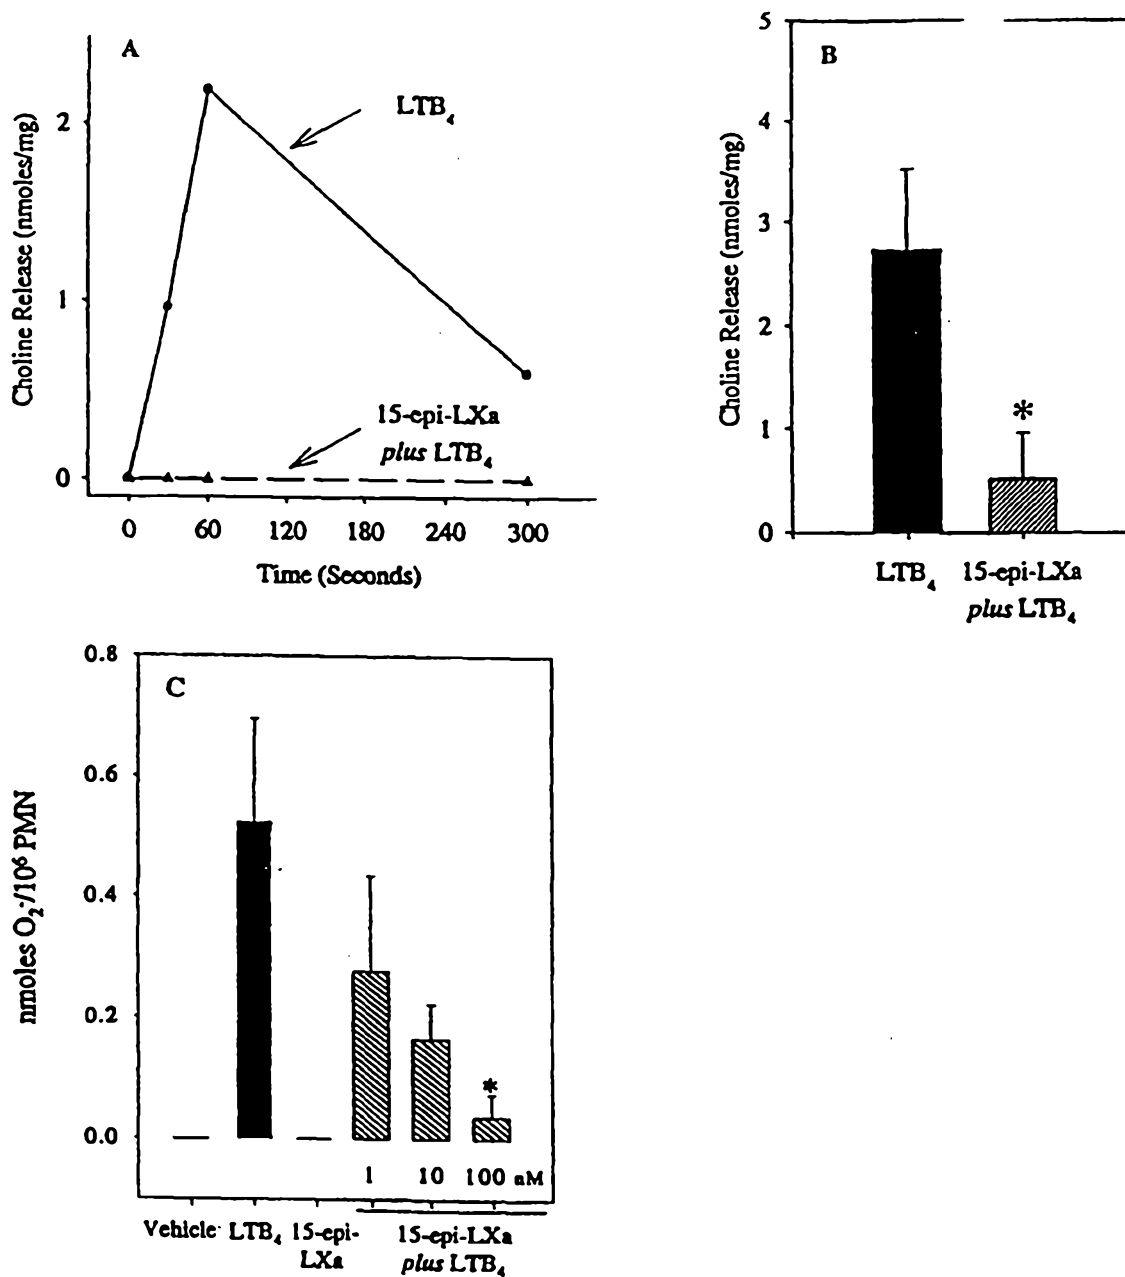 A
Choline Release (nmoles/mg)
2
1
0
LTB₄
15-epi-LXa
plus LTB₄
0 60 120 180 240 300
Time (Seconds)
B
Choline Release (nmoles/mg)
5
4
3
2
1
0
*
LTB₄ 15-epi-LXa
plus LTB₄
C
nmoles O₂⁻/10⁶ PMN
0.8
0.6
0.4
0.2
0.0
*
1 10 100 nM
Vehicle LTB₄ 15-epi-
LXa
15-epi-LXa
plus LTB₄